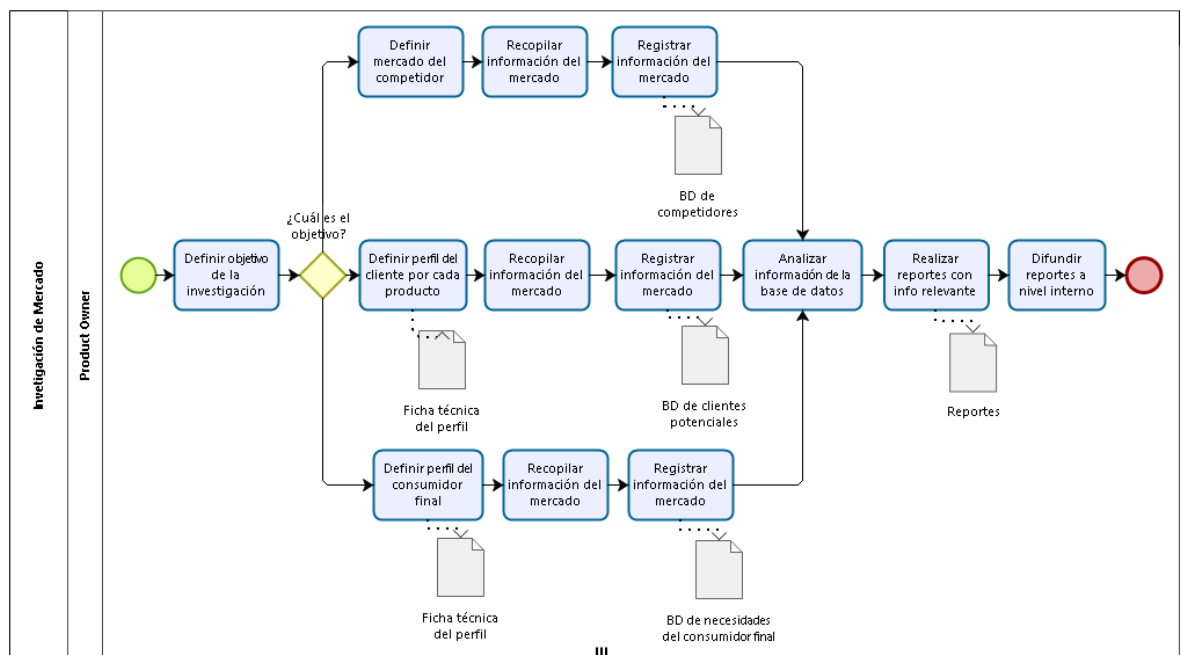 Invetigación de Mercado
Product Owner
Definir
mercado del
competidor
Recopilar
información del
mercado
Registrar
información del
mercado
BD de
competidores
¿Cuál es el
objetivo?
Definir objetivo
de la
investigación
Definir perfil del
cliente por cada
producto
Recopilar
información del
mercado
Registrar
información del
mercado
Analizar
información de la
base de datos
Realizar
reportes con
info relevante
Difundir
reportes a
nivel interno
Ficha técnica
del perfil
BD de clientes
potenciales
Reportes
Definir perfil del
consumidor
final
Recopilar
información del
mercado
Registrar
información del
mercado
Ficha técnica
del perfil
BD de necesidades
del consumidor final